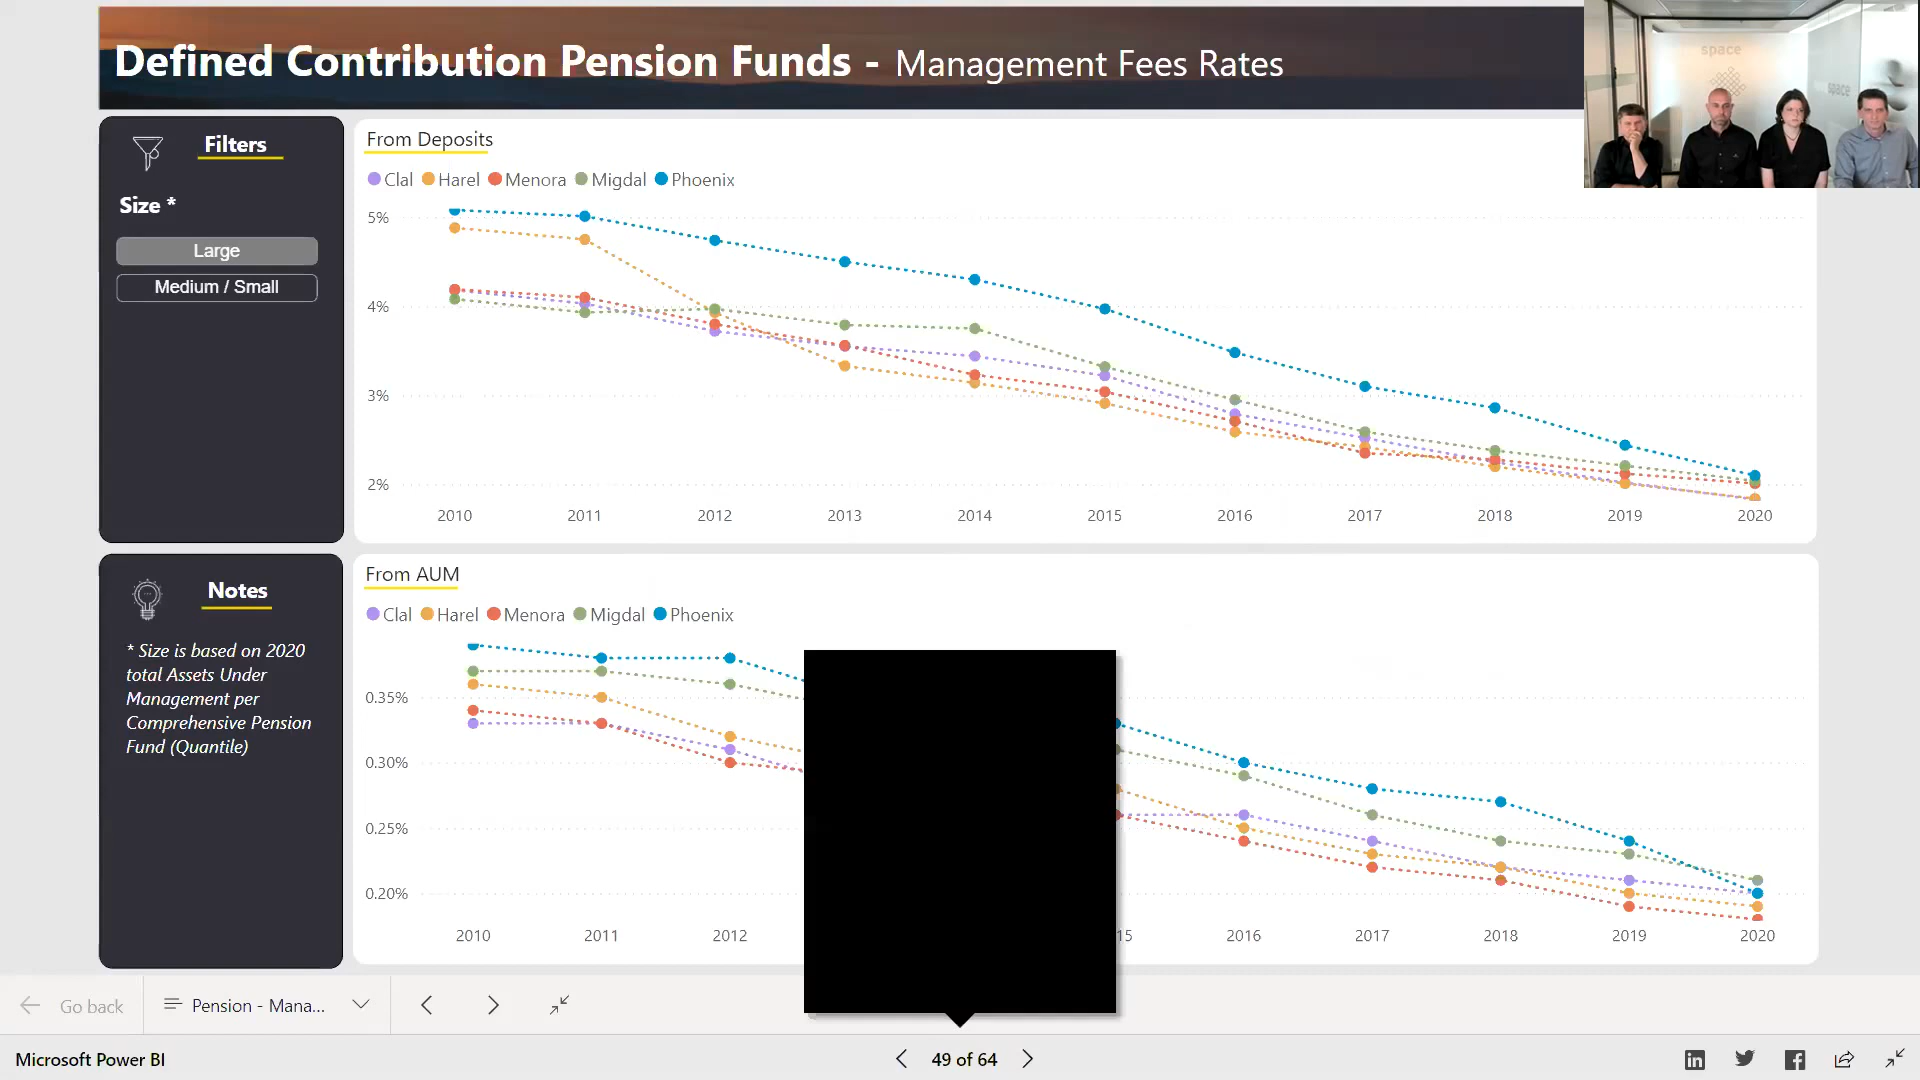 Defined Contribution Pension Funds - Management Fees Rates
space
space
Filters
Size *
Large
Medium / Small
From Deposits
Clal Harel Menora Migdal Phoenix
5%
4%
3%
2%
2010 2011 2012 2013 2014 2015 2016 2017 2018 2019 2020
Notes
* Size is based on 2020
total Assets Under
Management per
Comprehensive Pension
Fund (Quantile)
From AUM
Clal Harel Menora Migdal Phoenix
0.35%
0.30%
0.25%
0.20%
2010 2011 2012 15 2016 2017 2018 2019 2020
Go back
Pension - Mana...
Microsoft Power BI
49 of 64